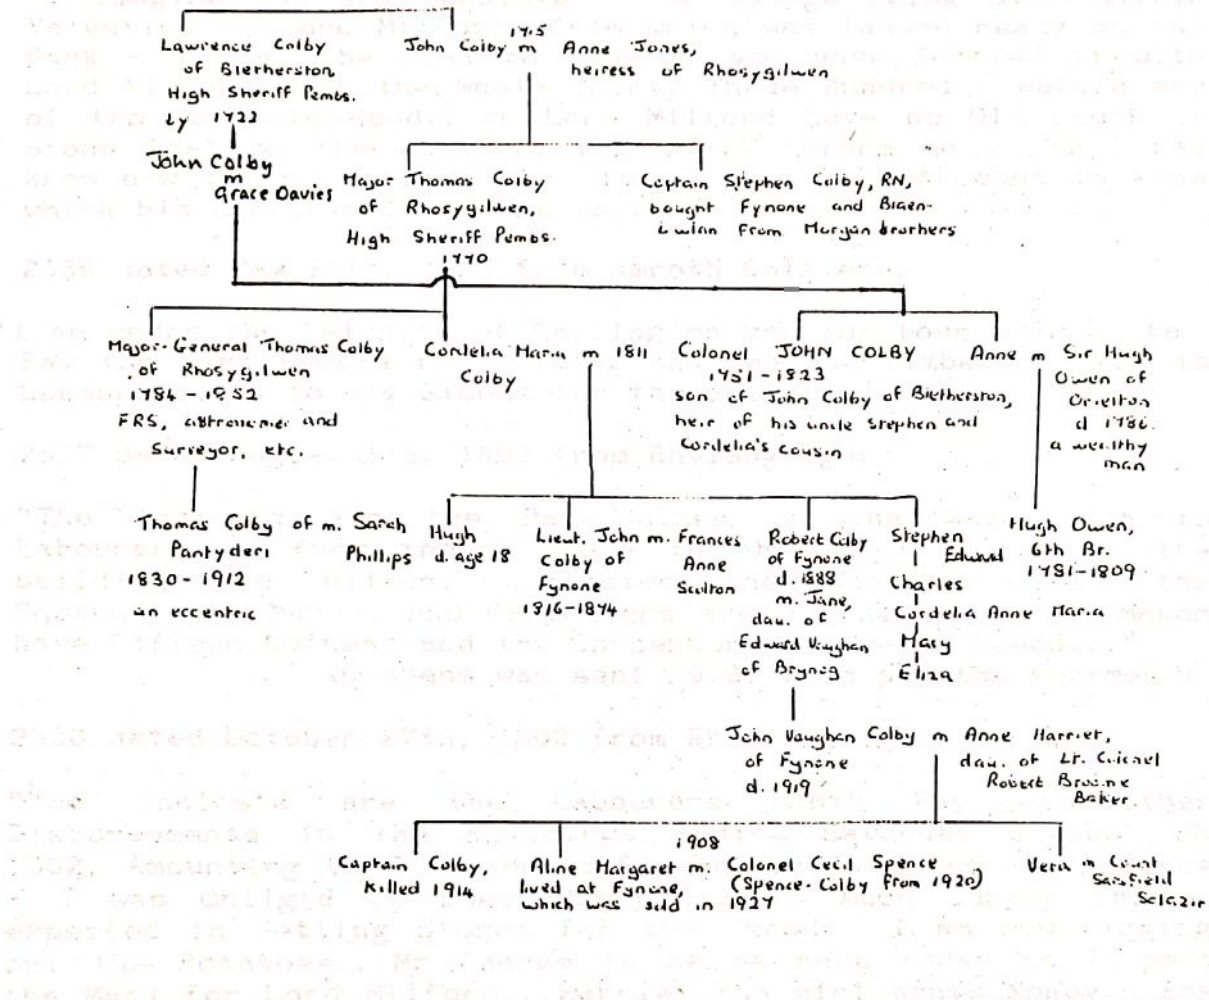 Lawrence Colby
of Bletherston
High Sheriff Pembs.
by 1722
John Colby
m
Grace Davies
1715
John Colby m Anne Jones,
heiress of Rhosygilwen
Major Thomas Colby
of Rhosygilwen,
High Sheriff Pembs.
1770
Captain Stephen Colby, RN,
bought Fynone and Blaen-
from Morgan brothers
Major-General Thomas Colby
of Rhosygilwen
1784 - 1852
FRS, astronomer and
Surveyor, etc.
Cordelia Maria m 1811 Colonel JOHN COLBY
Colby
1751 - 1823
son of John Colby of Bletherston,
heir of his uncle Stephen and
Cordelia's cousin
Anne m Sir Hugh
Owen of
Orielton
d 1786.
a wealthy
man
Thomas Colby of m. Sarah
Pantyderi Phillips
1830 - 1912
an eccentric
Hugh
d. age 18
Lieut. John m. Frances
Colby of Anne
Fynone
1816-1874
Robert Colby
of Fynone
d. 1888
m. Jane,
dau. of
Edward Vaughan
of Brynog
Stephen
Edward
Charles
Cordelia Anne Maria
Mary
Eliza
Hugh Owen,
6th Br.
1781-1809
John Vaughan Colby m Anne Harriet,
of Fynone
d. 1919
dau. of Lt. Colonel
Robert Browne
Baker
Captain Colby,
Killed 1914
1908
Aline Margaret m. Colonel Cecil Spence
lived at Fynone, (Spence-Colby from 1920)
which was sold in 1927
Vera m Count